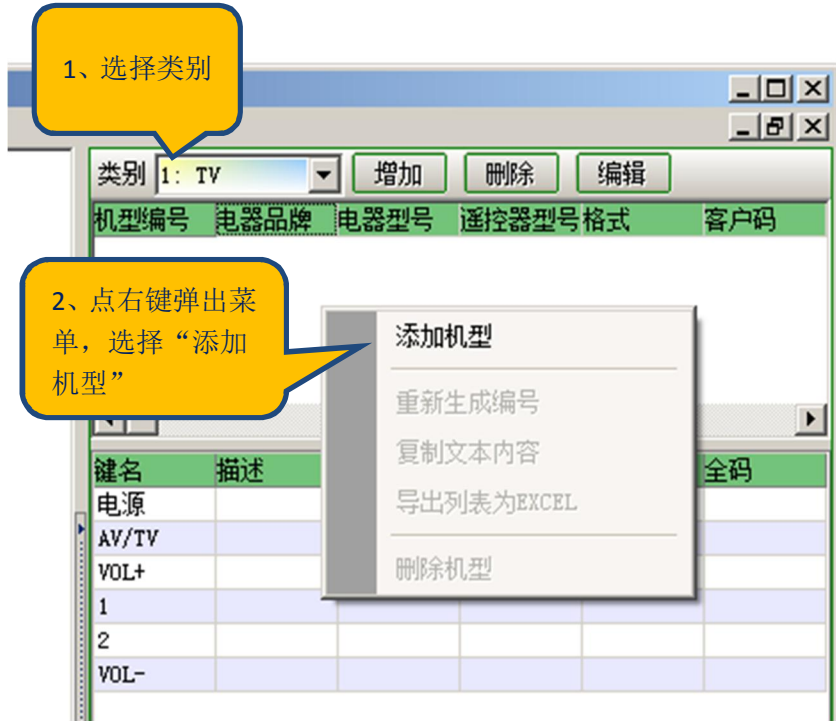 1、选择类别
类别 1: TV 增加 删除 编辑
机型编号 电器品牌 电器型号 遥控器型号 格式 客户码
2、点右键弹出菜
单，选择“添加
机型”
添加机型
重新生成编号
复制文本内容
导出列表为EXCEL
删除机型
键名 描述 全码
电源
AV/TV
VOL+
1
2
VOL-